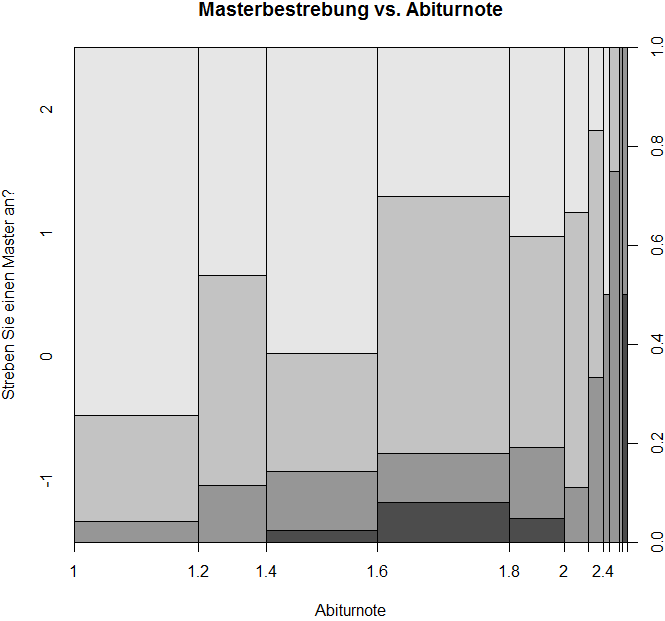 Masterbestrebung vs. Abiturnote
Streben Sie einen Master an?
2
1
0
-1
1.0
0.8
0.6
0.4
0.2
0.0
1 1.2 1.4 1.6 1.8 2 2.4
Abiturnote